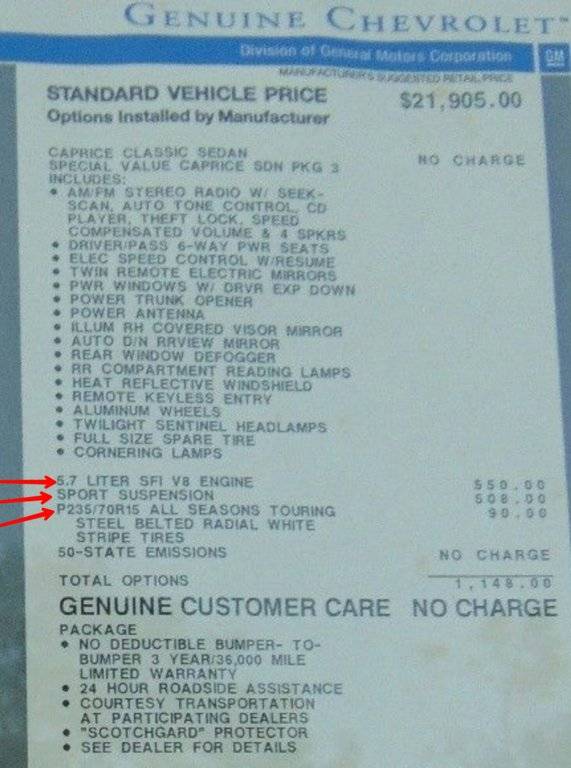 GENUINE CHEVROLET™
Division of General Motors Corporation GM
MANUFACTURER'S SUGGESTED RETAIL PRICE
STANDARD VEHICLE PRICE $21,905.00
Options Installed by Manufacturer
CAPRICE CLASSIC SEDAN
SPECIAL VALUE CAPRICE SDN PKG 3 NO CHARGE
INCLUDES:
• AM/FM STEREO RADIO W/ SEEK-
SCAN, AUTO TONE CONTROL, CD
PLAYER, THEFT LOCK, SPEED
COMPENSATED VOLUME & 4 SPKRS
• DRIVER/PASS 6-WAY PWR SEATS
• ELEC SPEED CONTROL W/RESUME
• TWIN REMOTE ELECTRIC MIRRORS
• PWR WINDOWS W/ DRVR EXP DOWN
• POWER TRUNK OPENER
• POWER ANTENNA
• ILLUM RH COVERED VISOR MIRROR
• AUTO D/N RRVIEW MIRROR
• REAR WINDOW DEFOGGER
• RR COMPARTMENT READING LAMPS
• HEAT REFLECTIVE WINDSHIELD
• REMOTE KEYLESS ENTRY
• ALUMINUM WHEELS
• TWILIGHT SENTINEL HEADLAMPS
• FULL SIZE SPARE TIRE
• CORNERING LAMPS
5.7 LITER SFI V8 ENGINE 550.00
SPORT SUSPENSION 508.00
P235/70R15 ALL SEASONS TOURING 90.00
STEEL BELTED RADIAL WHITE
STRIPE TIRES
50-STATE EMISSIONS NO CHARGE
TOTAL OPTIONS 1,148.00
GENUINE CUSTOMER CARE NO CHARGE
PACKAGE
• NO DEDUCTIBLE BUMPER- TO-
BUMPER 3 YEAR/36,000 MILE
LIMITED WARRANTY
• 24 HOUR ROADSIDE ASSISTANCE
• COURTESY TRANSPORTATION
AT PARTICIPATING DEALERS
• "SCOTCHGARD" PROTECTOR
• SEE DEALER FOR DETAILS